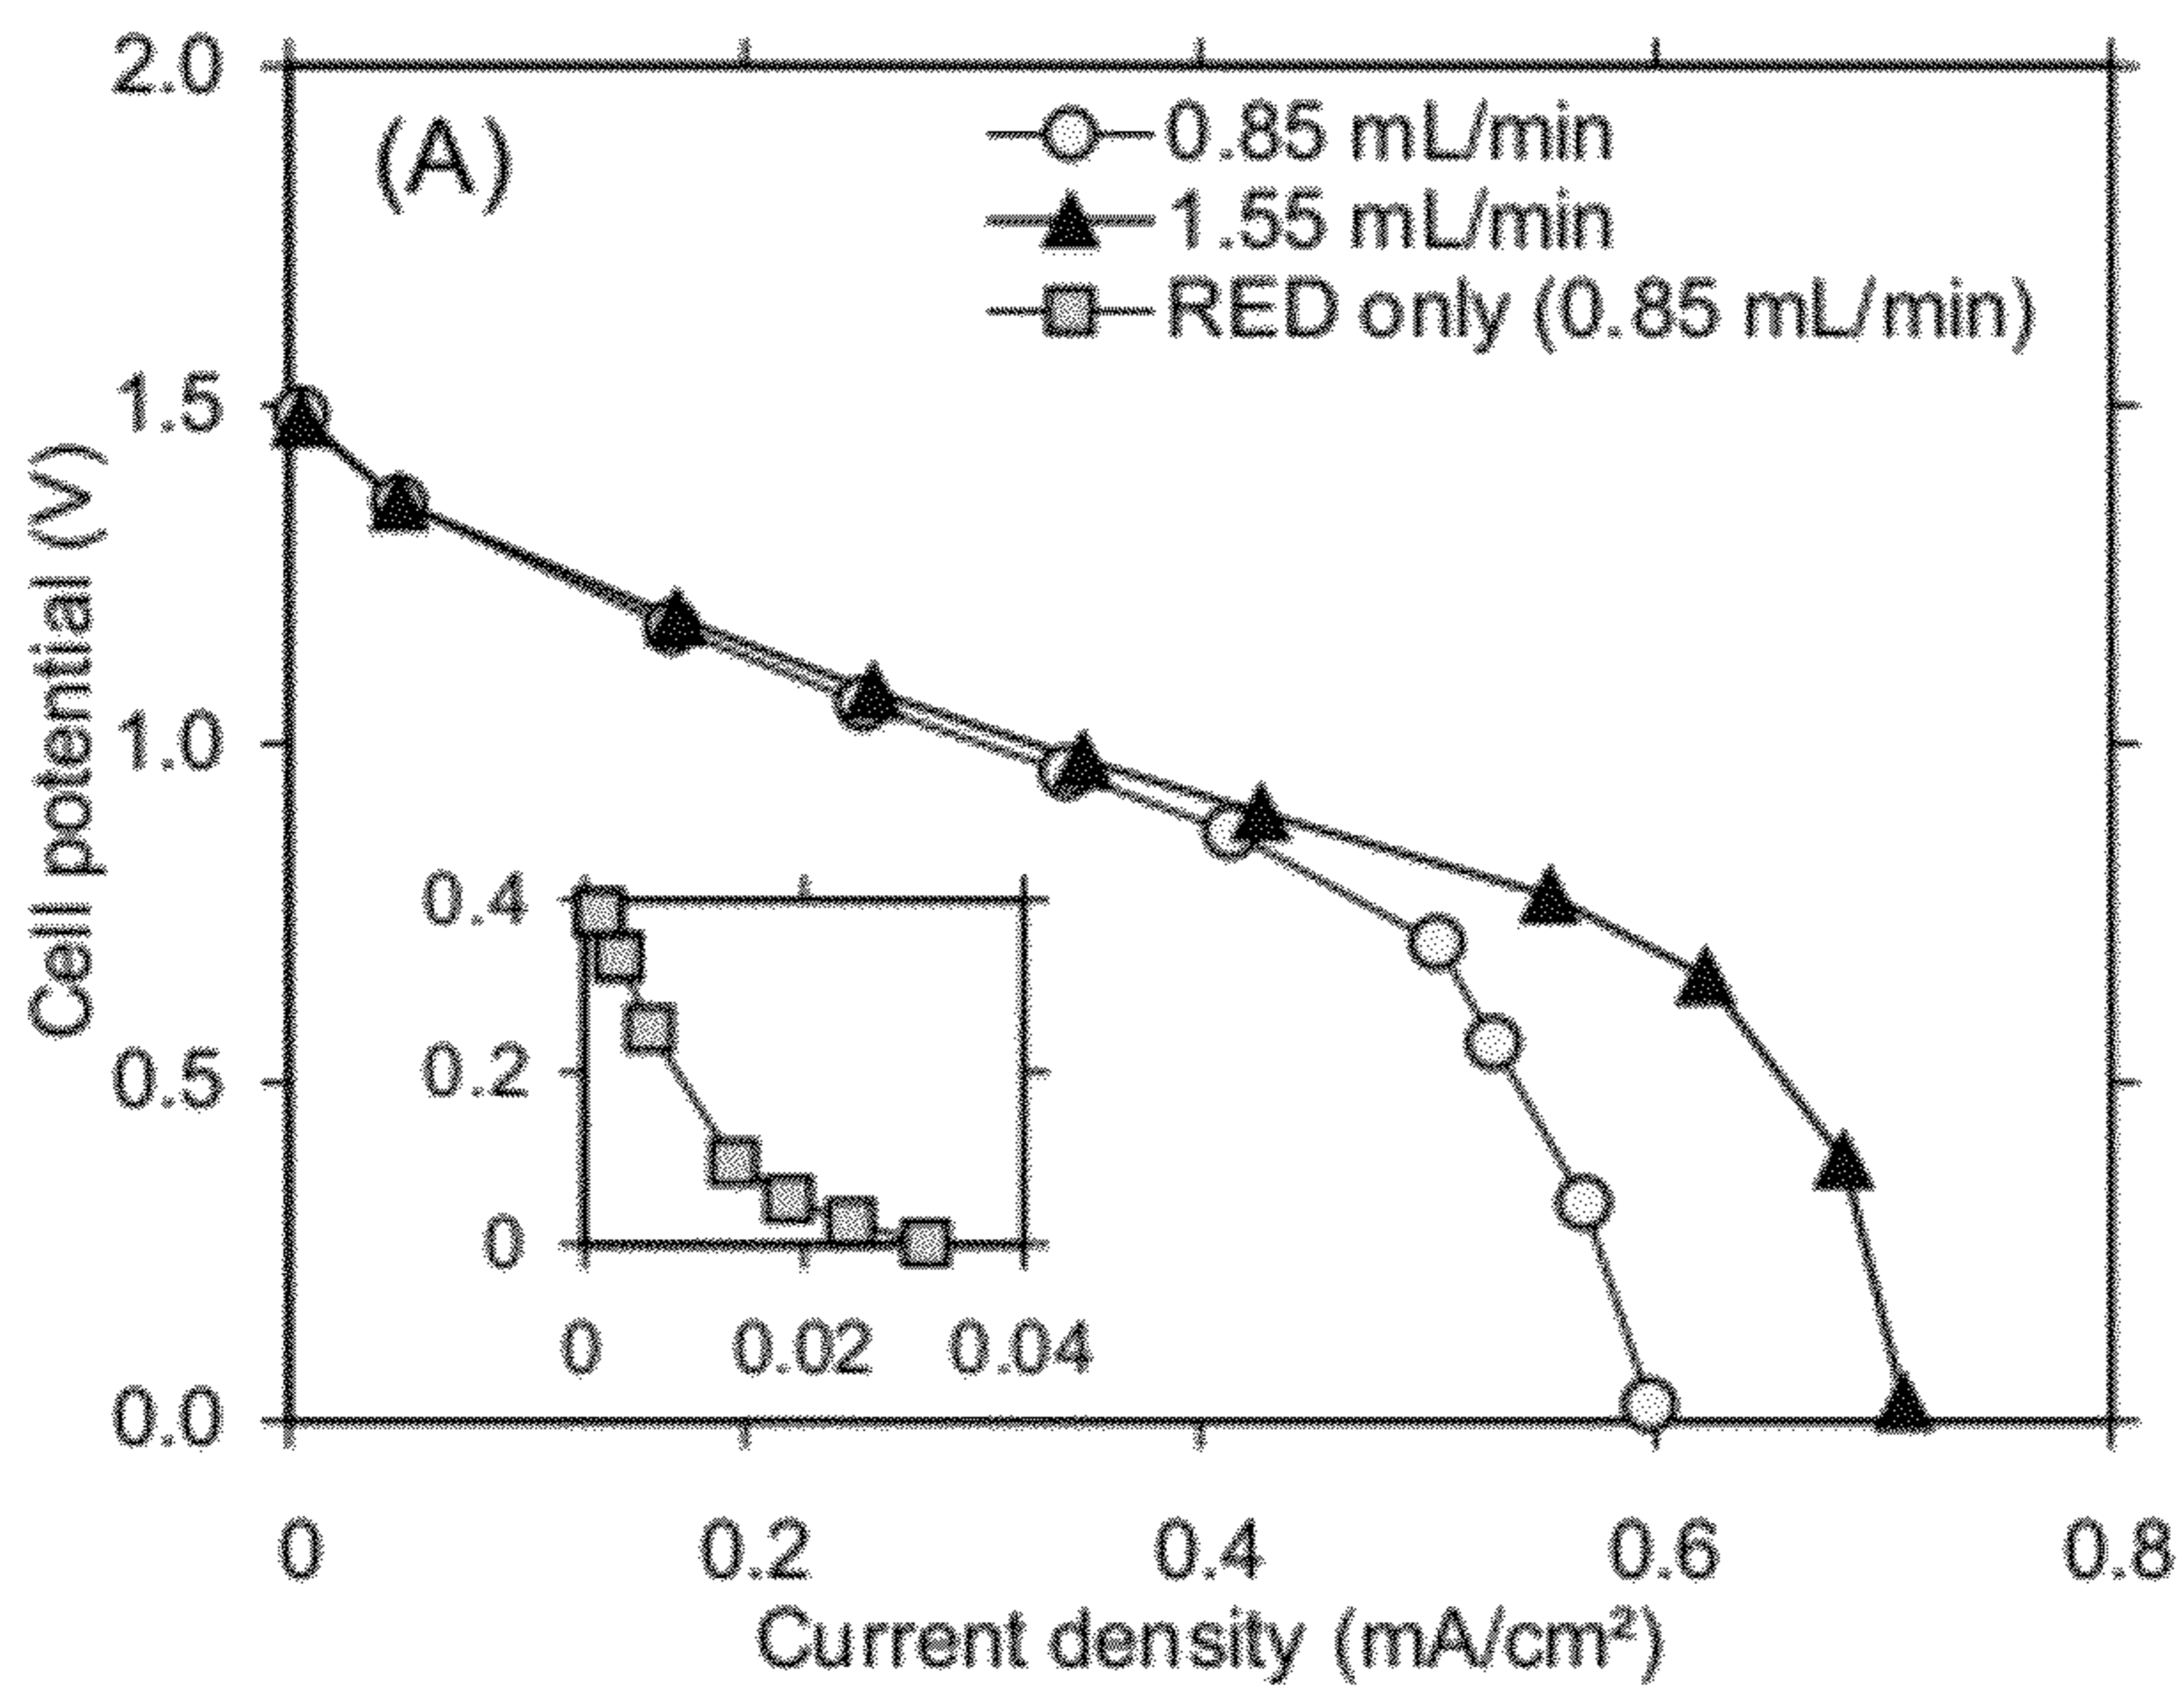 (A)
0.85 mL/min
1.55 mL/min
RED only (0.85 mL/min)
Cell potential (V)
2.0
1.5
1.0
0.5
0.0
0.4
0.2
0
0 0.02 0.04
0 0.2 0.4 0.6 0.8
Current density (mA/cm²)